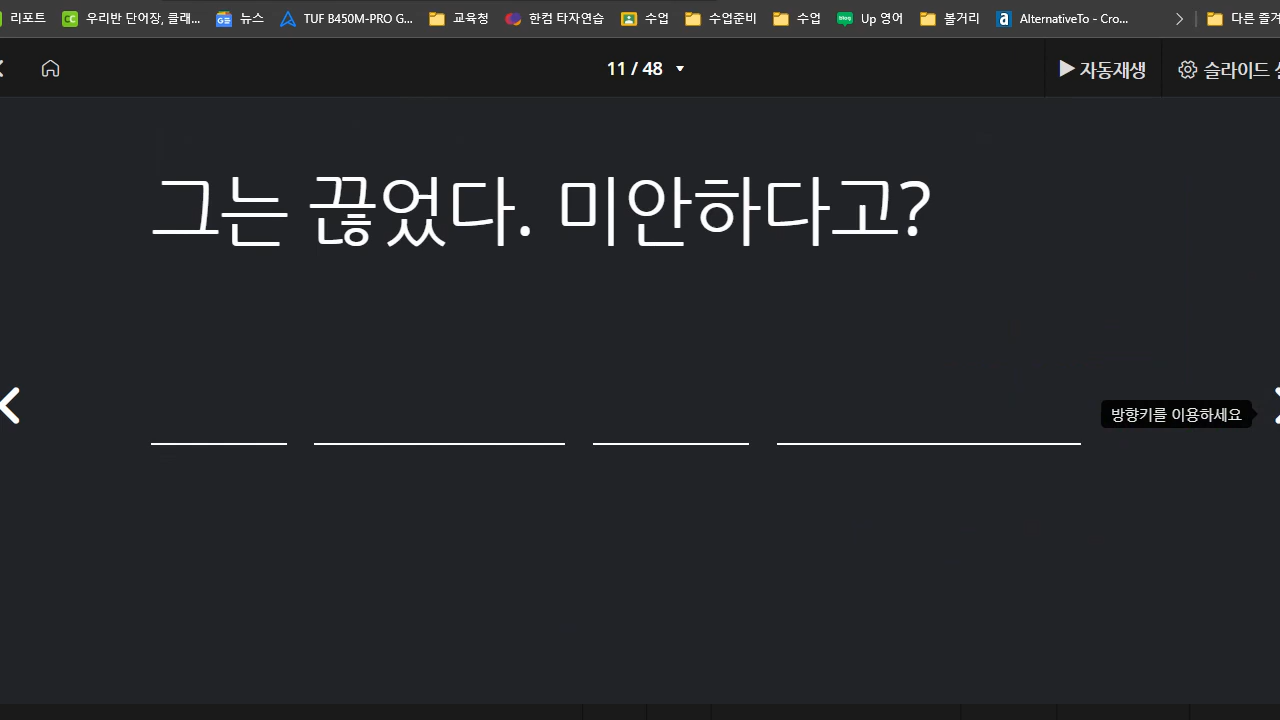 리포트 우리반 단어장, 클래... 뉴스 TUF B450M-PRO G... 교육청 한컴 타자연습 수업 수업준비 수업 Up 영어 볼거리 AlternativeTo - Cro... 다른 즐겨
11 / 48 자동재생 슬라이드
그는 끊었다. 미안하다고?
방향키를 이용하세요